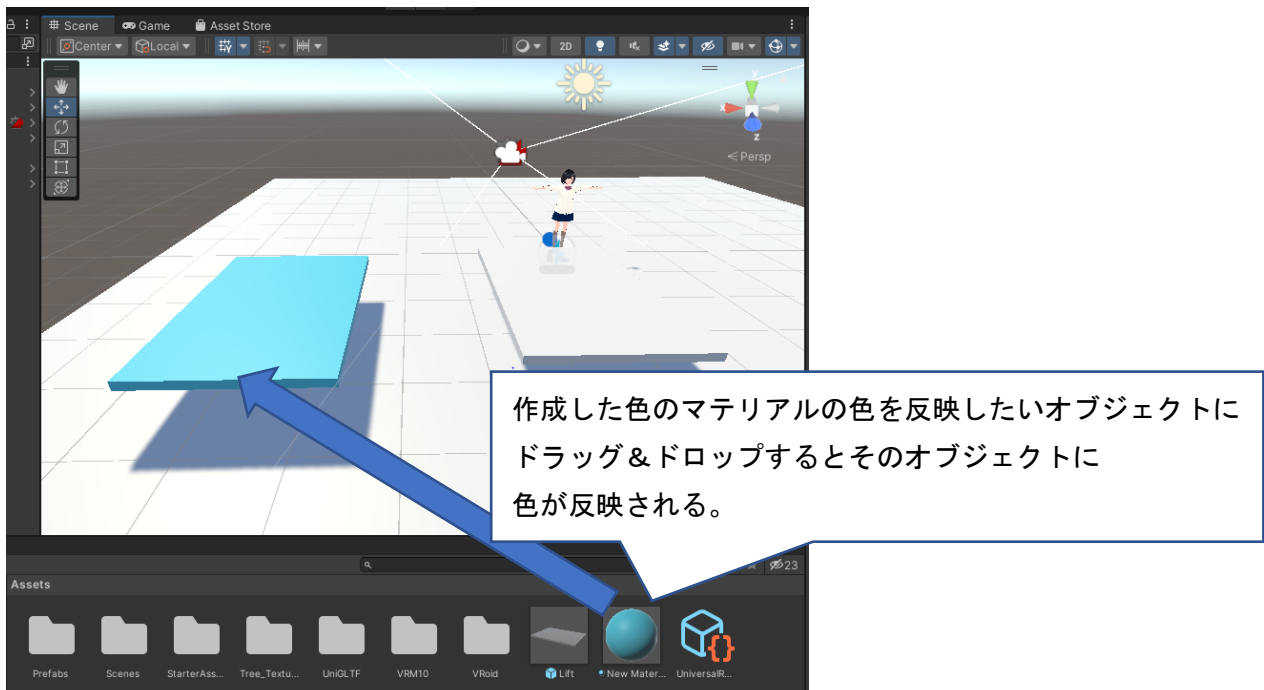 Scene Game Asset Store
Center Local 2D
y
x
z
Persp
作成した色のマテリアルの色を反映したいオブジェクトに
ドラッグ＆ドロップするとそのオブジェクトに
色が反映される。
23
Assets
Prefabs Scenes StarterAss... Tree_Textu... UniGLTF VRM10 VRoid Lift New Mater... UniversalR...